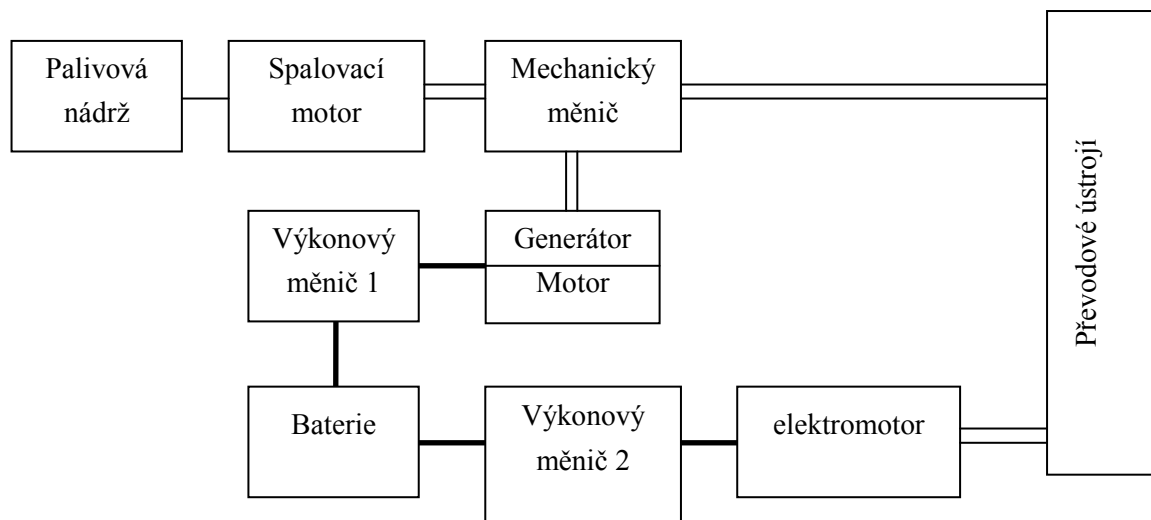 Palivová
nádrž
Spalovací
motor
Mechanický
měnič
Převodové ústrojí
Výkonový
měnič 1
Generátor
Motor
Baterie
Výkonový
měnič 2
elektromotor